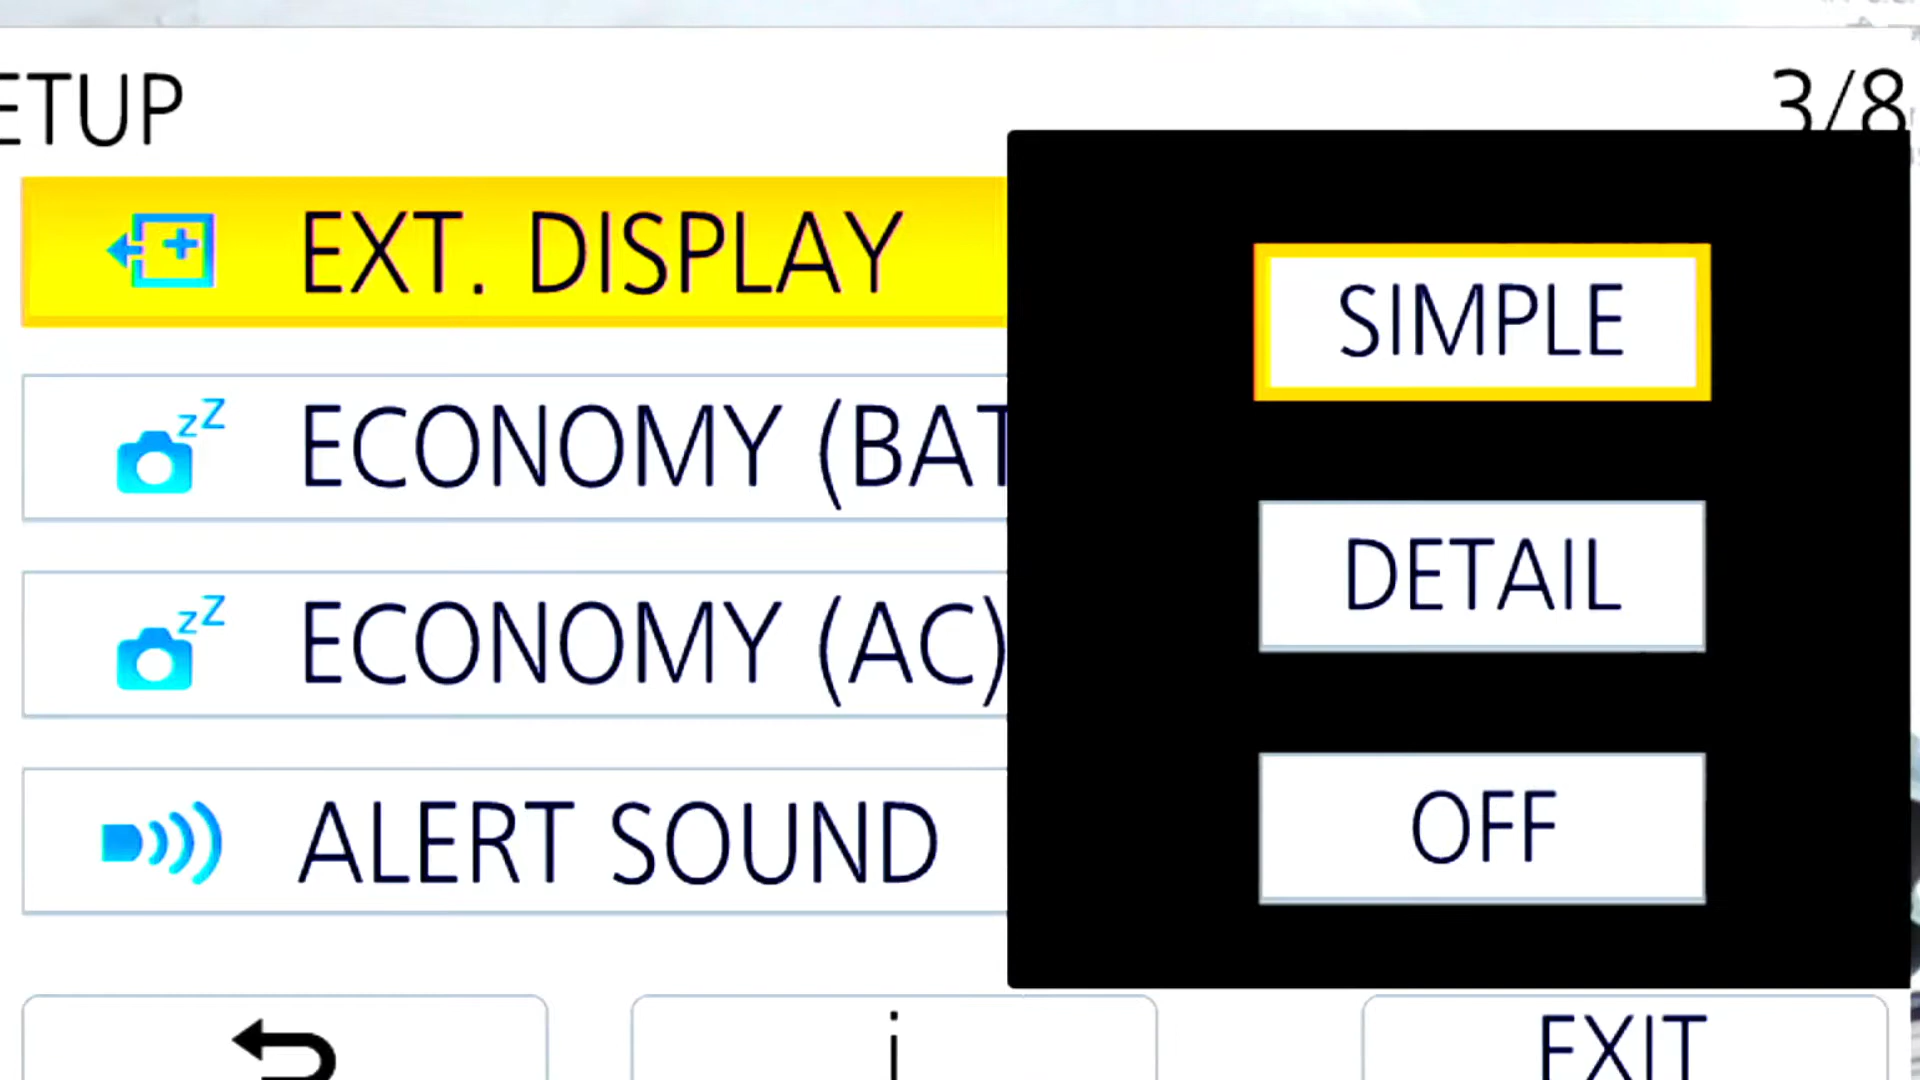 ETUP 3/8
EXT. DISPLAY
SIMPLE
ECONOMY (BAT
DETAIL
ECONOMY (AC)
ALERT SOUND
OFF
i EXIT